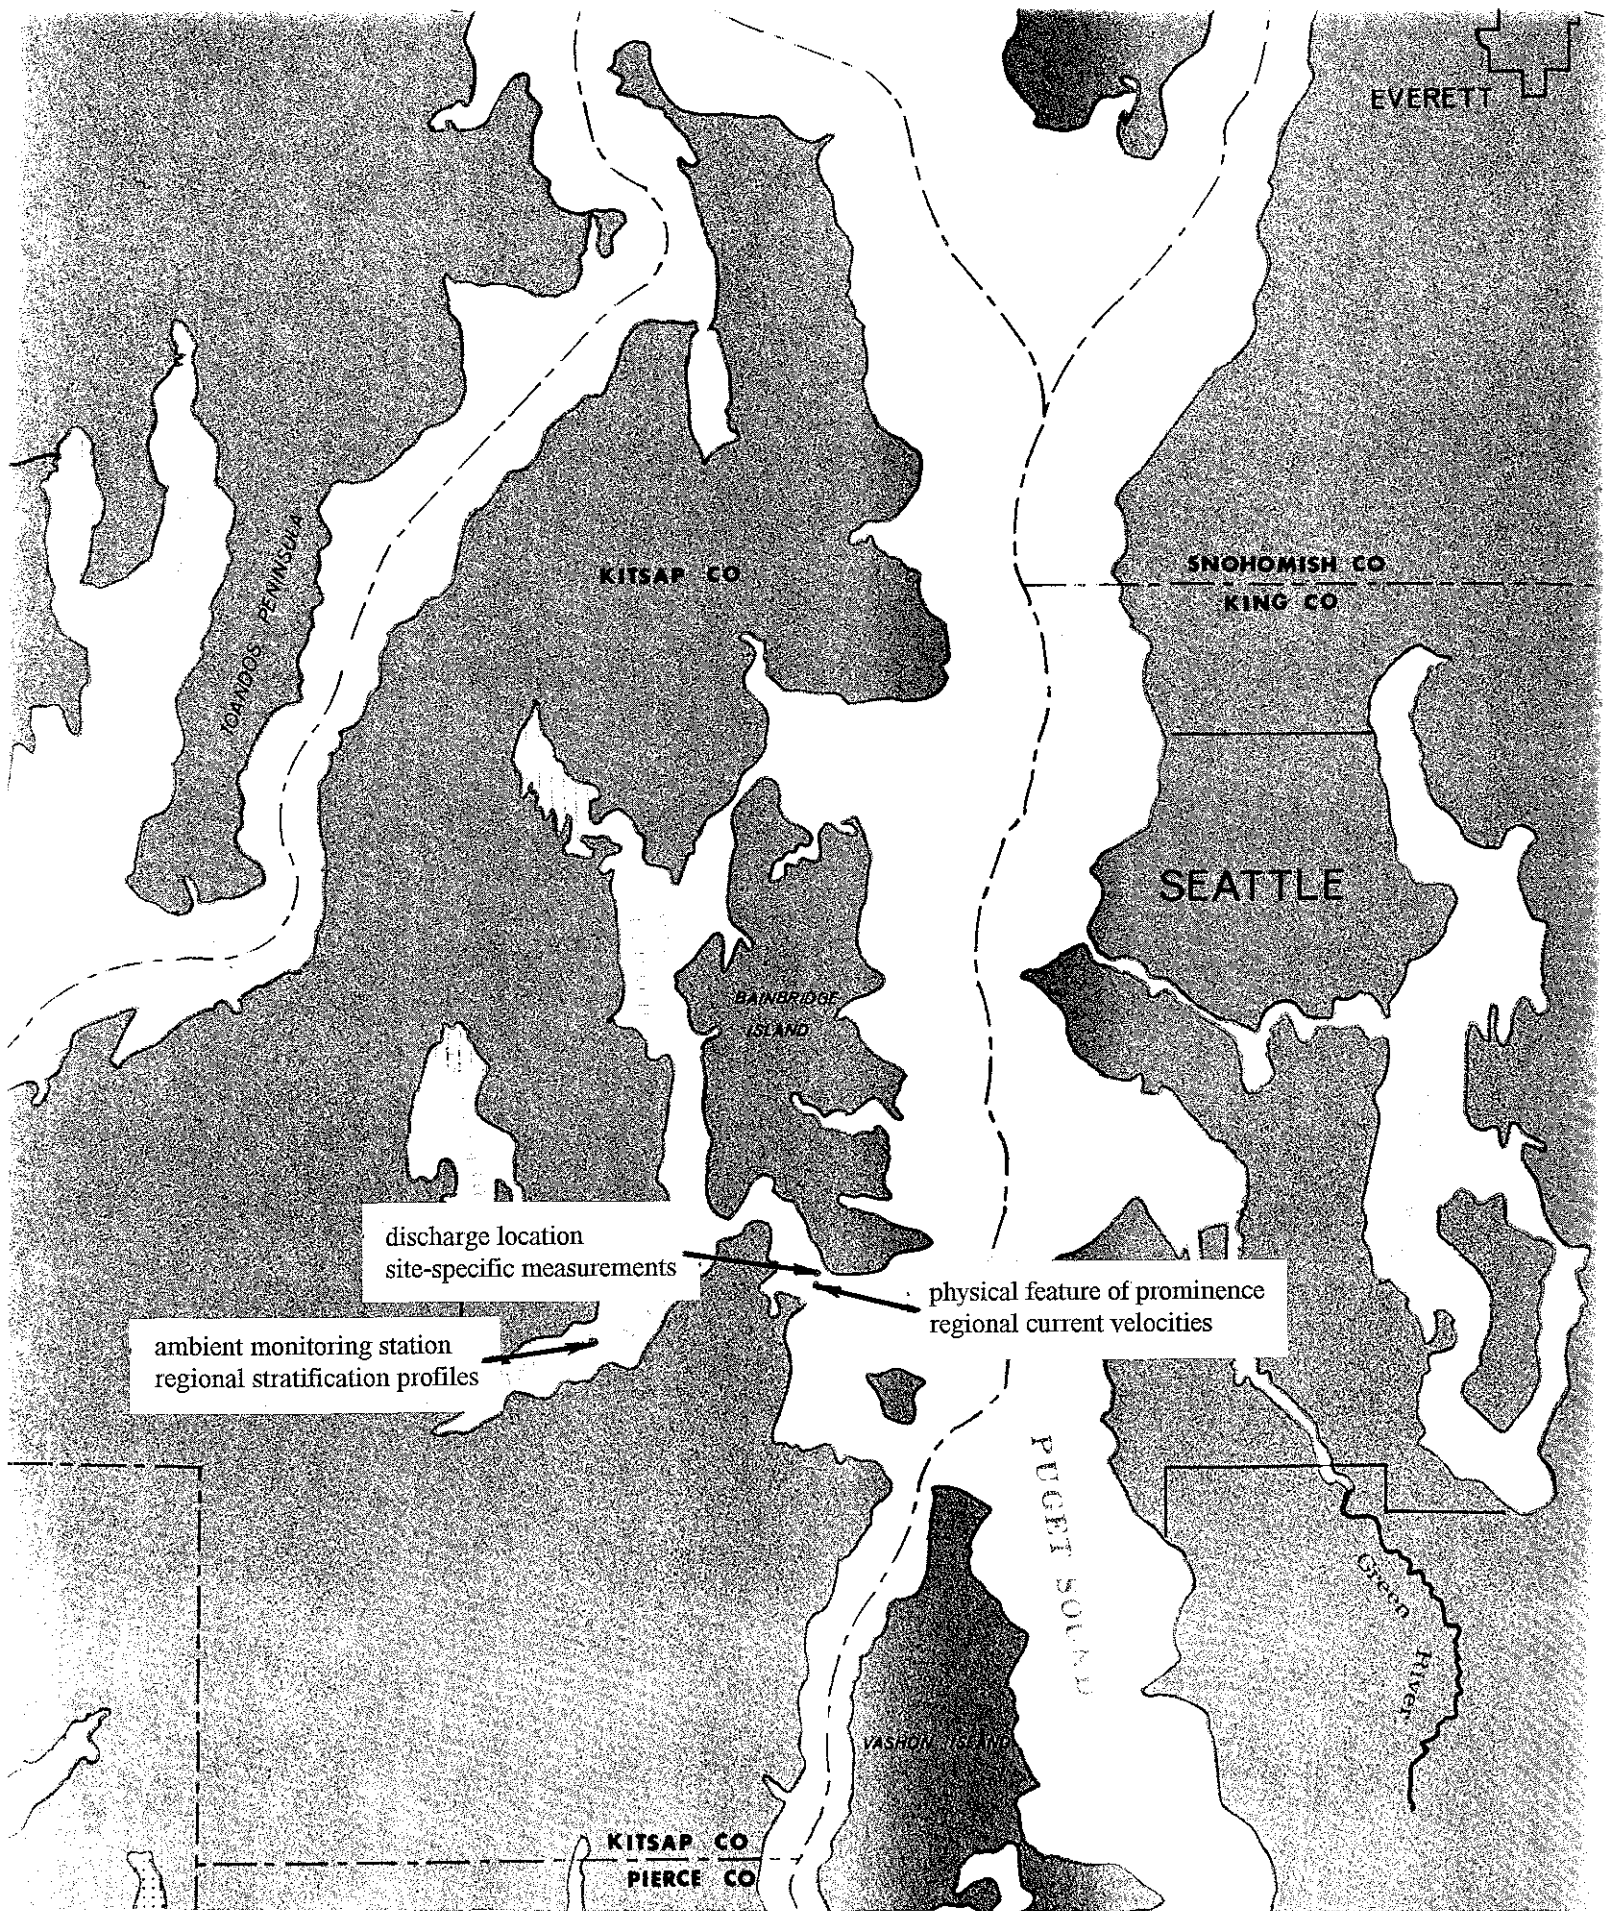 EVERETT
SNOHOMISH CO
KITSAP CO
KING CO
TOANDOS PENINSULA
SEATTLE
BAINBRIDGE
ISLAND
discharge location
site-specific measurements
physical feature of prominence
regional current velocities
ambient monitoring station
regional stratification profiles
PUGET SOUND
Green River
VASHON ISLAND
KITSAP CO
PIERCE CO